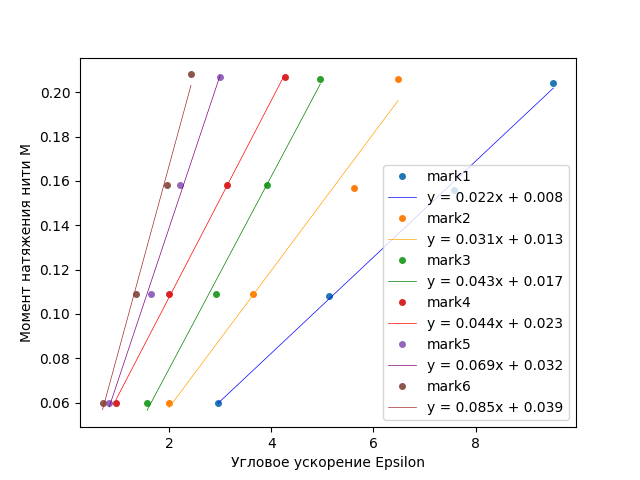 0.20
0.18
0.16
0.14
0.12
0.10
0.08
0.06
Момент натяжения нити М
mark1
y = 0.022x + 0.008
mark2
y = 0.031x + 0.013
mark3
y = 0.043x + 0.017
mark4
y = 0.044x + 0.023
mark5
y = 0.069x + 0.032
mark6
y = 0.085x + 0.039
2 4 6 8
Угловое ускорение Epsilon